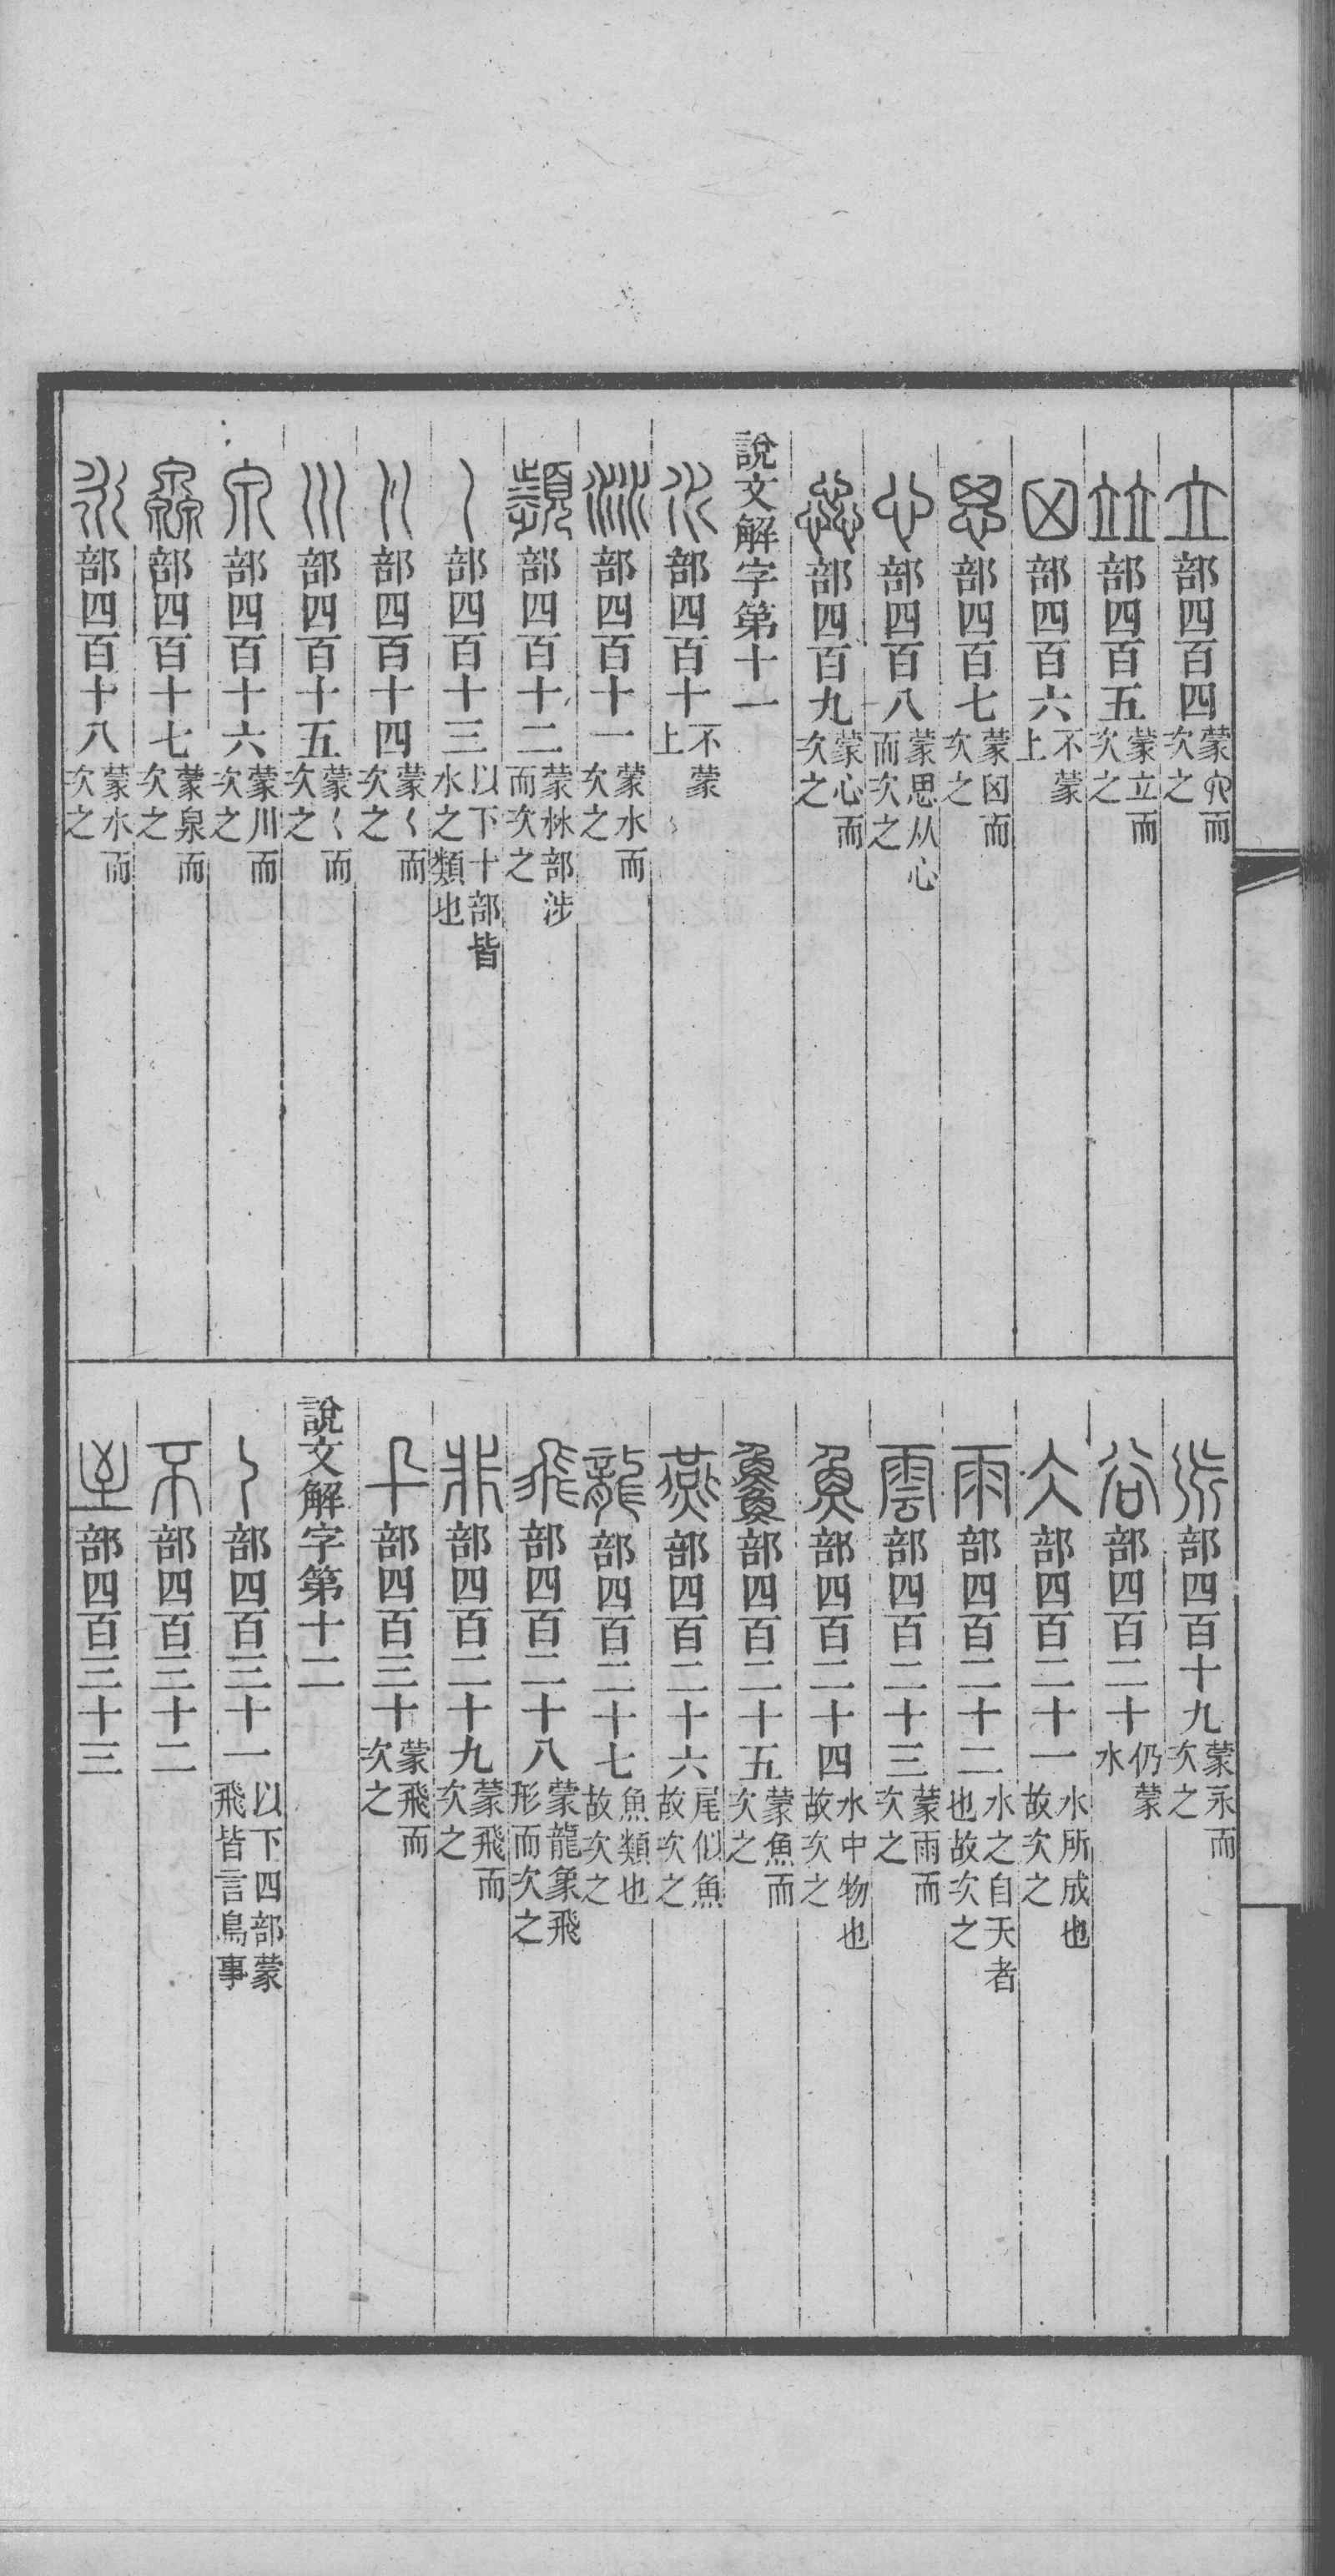 立部四百四蒙𠘲而次之
竝部四百五蒙立而次之
囟部四百六不蒙上
思部四百七蒙囟而次之
心部四百八蒙思从心而次之
惢部四百九蒙心而次之
說文解字第十一
水部四百十不蒙上
沝部四百十一蒙水而次之
瀕部四百十二蒙沝部涉而次之
𡿨部四百十三以下十部皆水之類也
巜部四百十四蒙𡿨而次之
川部四百十五蒙𡿨而次之
泉部四百十六蒙川而次之
灥部四百十七蒙泉而次之
永部四百十八蒙水而次之
𠂢部四百十九蒙永而次之
谷部四百二十仍蒙水
仌部四百二十一水所成也故次之
雨部四百二十二水之自天者也故次之
雲部四百二十三蒙雨而次之
魚部四百二十四水中物也故次之
𩺰部四百二十五蒙魚而次之
燕部四百二十六尾似魚故次之
龍部四百二十七魚類也故次之
飛部四百二十八蒙龍象飛形而次之
非部四百二十九蒙飛而次之
卂部四百三十蒙飛而次之
說文解字第十二
𠃉部四百三十一以下四部蒙飛皆言鳥事
不部四百三十二
至部四百三十三